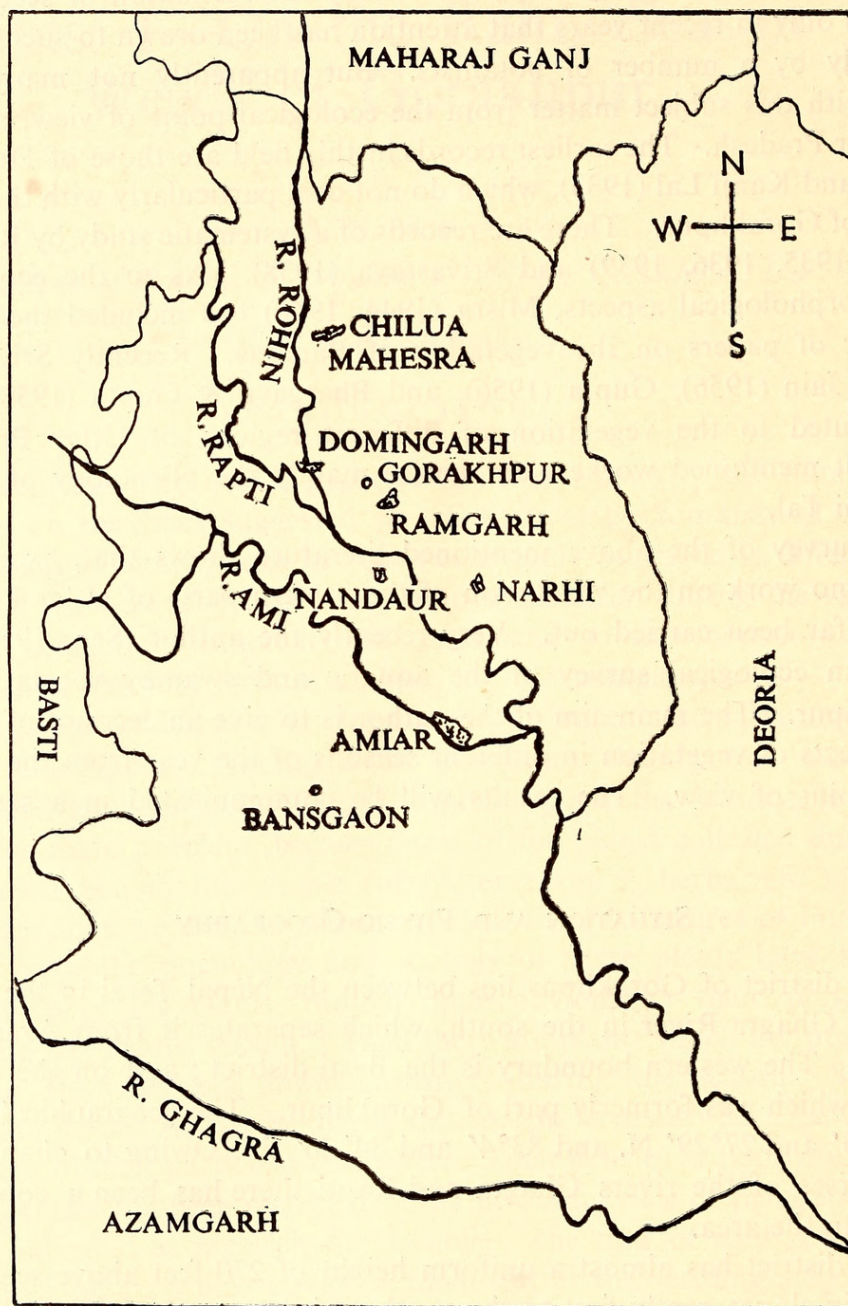 MAHARAJ GANJ
N
W E
S
R. ROHIN
CHILUA
MAHESRA
R. RAPTI
DOMINGARH
GORAKHPUR
RAMGARH
R. AMI
NANDAUR
NARHI
BASTI
AMIAR
DEORIA
BANSGAON
R. GHAGRA
AZAMGARH